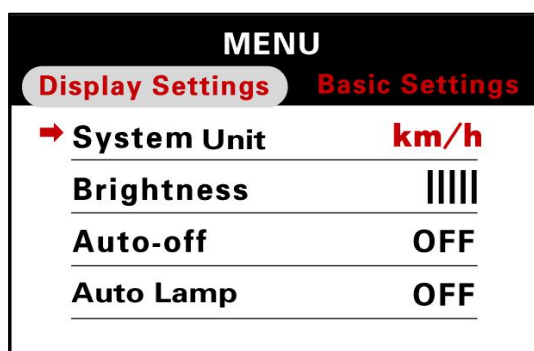 MENU
Display Settings Basic Settings
System Unit km/h
Brightness |||||
Auto-off OFF
Auto Lamp OFF